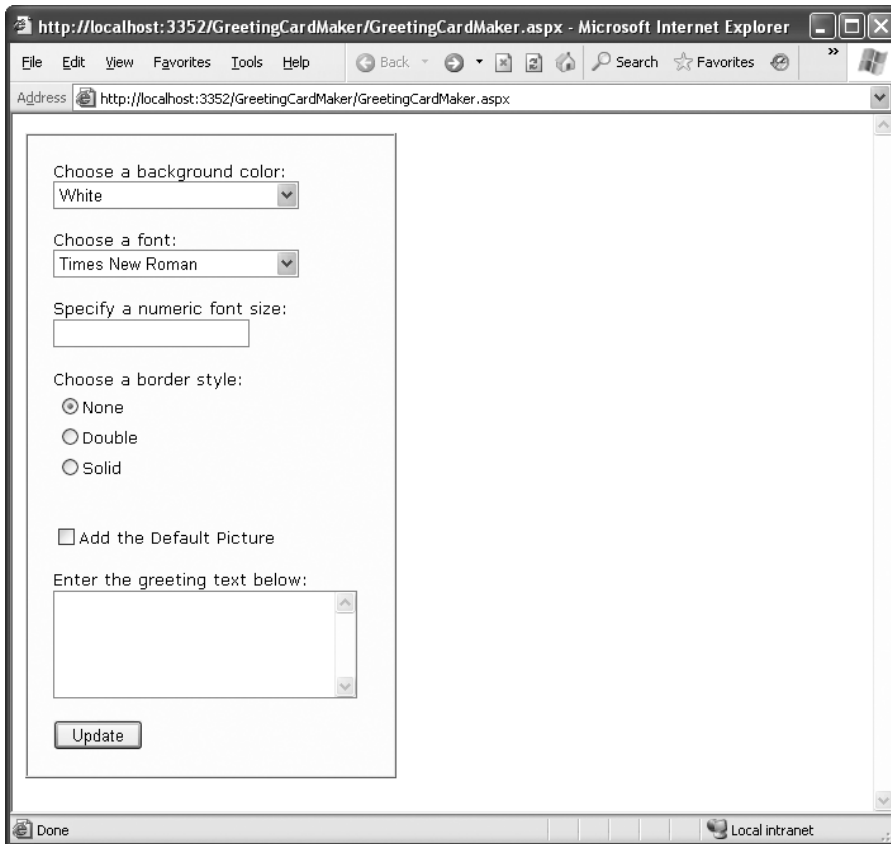 http://localhost:3352/GreetingCardMaker/GreetingCardMaker.aspx - Microsoft Internet Explorer
File Edit View Favorites Tools Help Back Search Favorites »
Address http://localhost:3352/GreetingCardMaker/GreetingCardMaker.aspx
Choose a background color:
White
Choose a font:
Times New Roman
Specify a numeric font size:
Choose a border style:
None
Double
Solid
Add the Default Picture
Enter the greeting text below:
Update
Done Local intranet